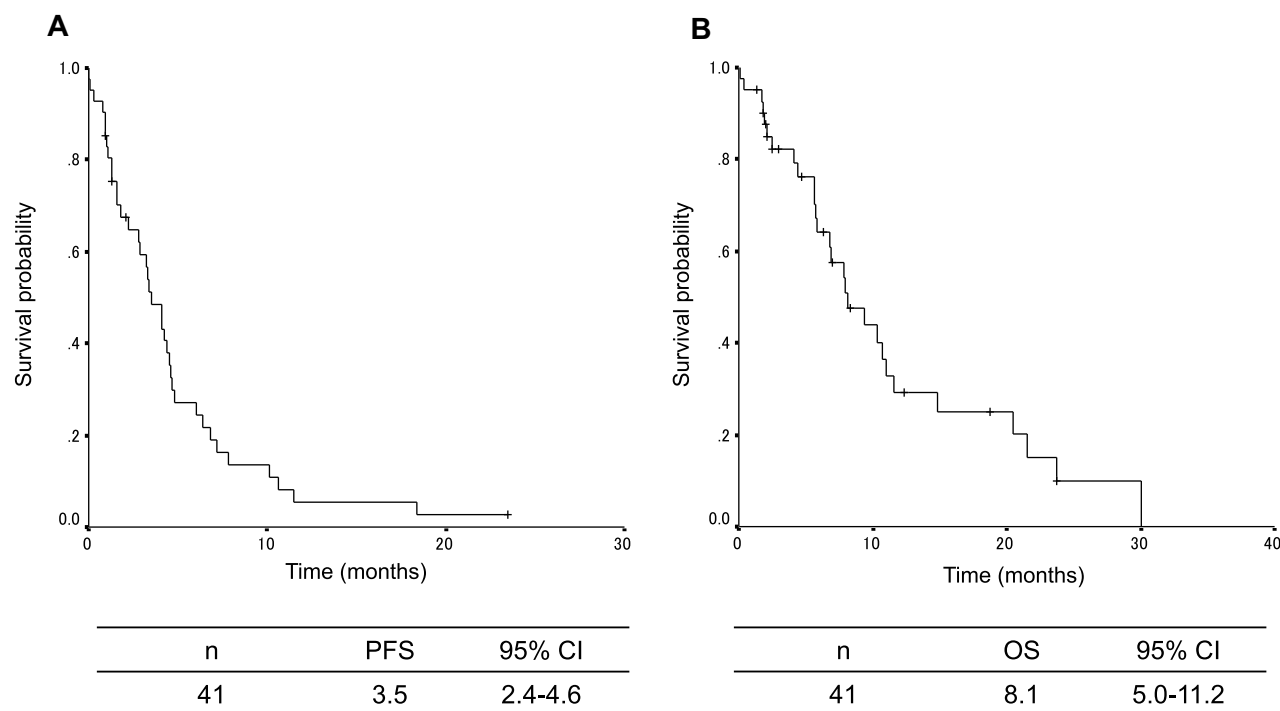 A
1.0
.8
.6
.4
.2
0.0
Survival probability
0 10 20 30
Time (months)
n PFS 95% CI
41 3.5 2.4-4.6
B
1.0
.8
.6
.4
.2
0.0
Survival probability
0 10 20 30 40
Time (months)
n OS 95% CI
41 8.1 5.0-11.2